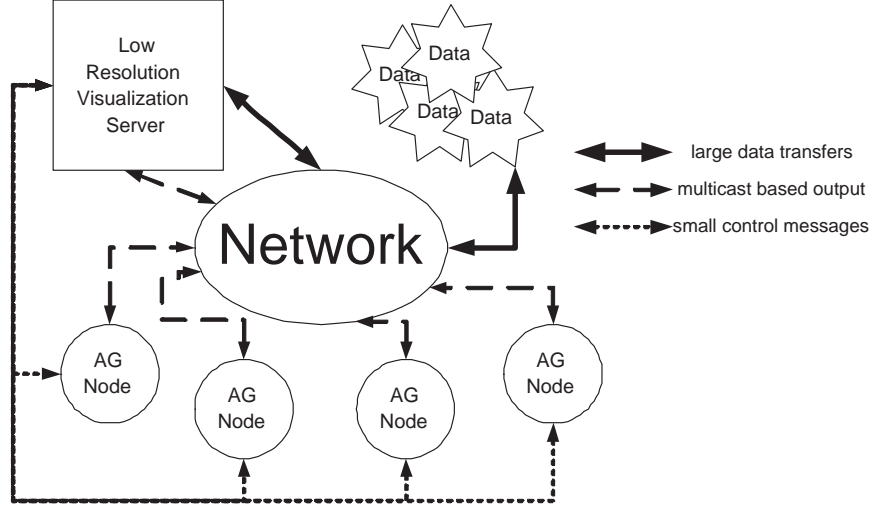 Low
Resolution
Visualization
Server
Data
Data
Data
Data
large data transfers
multicast based output
small control messages
Network
AG
Node
AG
Node
AG
Node
AG
Node